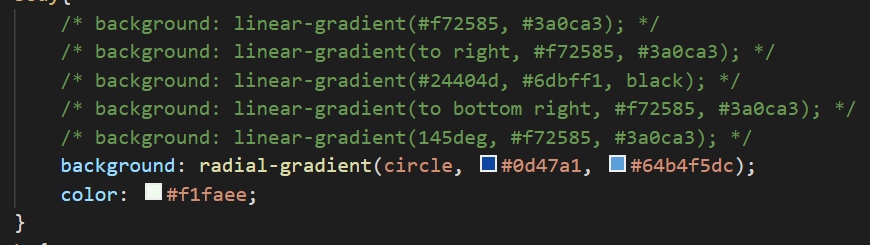 body{
/* background: linear-gradient(#f72585, #3a0ca3); */
/* background: linear-gradient(to right, #f72585, #3a0ca3); */
/* background: linear-gradient(#24404d, #6dbff1, black); */
/* background: linear-gradient(to bottom right, #f72585, #3a0ca3); */
/* background: linear-gradient(145deg, #f72585, #3a0ca3); */
background: radial-gradient(circle, #0d47a1, #64b4f5dc);
color: #f1faee;
}